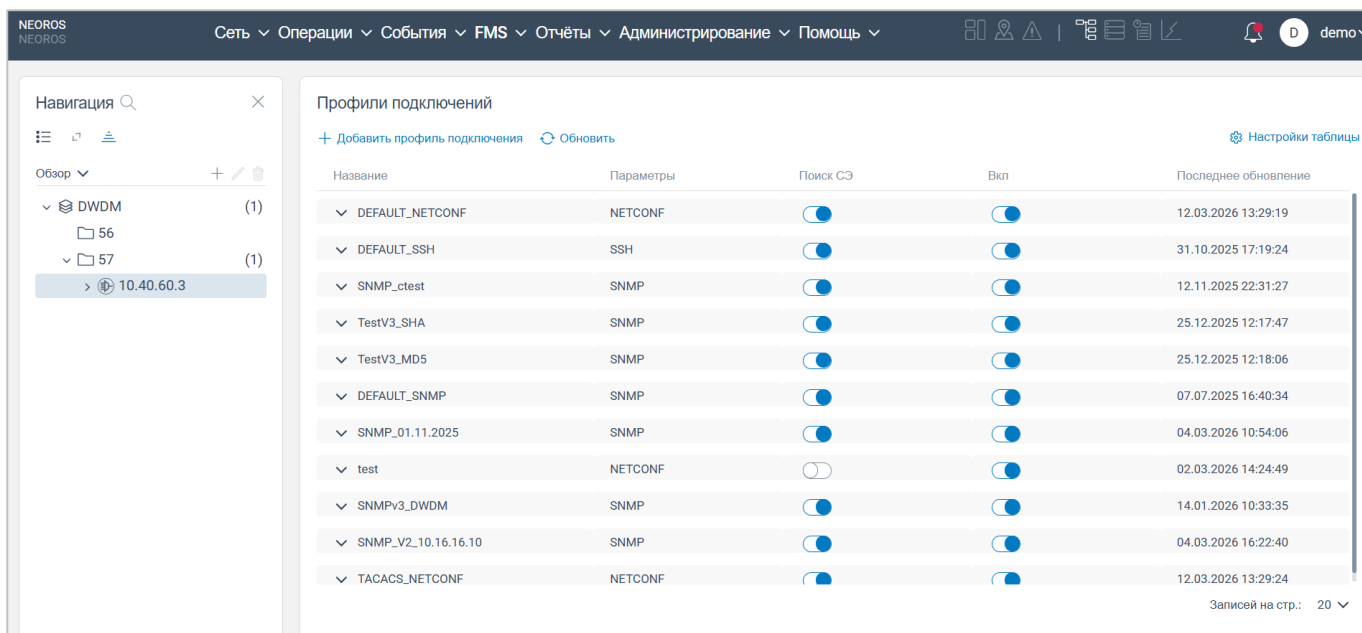 NEOROS
NEOROS
Сеть Операции События FMS Отчёты Администрирование Помощь
D demo
Навигация
Обзор
DWDM (1)
56
57 (1)
10.40.60.3
Профили подключений
Добавить профиль подключения Обновить Настройки таблицы
Название Параметры Поиск СЭ Вкл Последнее обновление
DEFAULT_NETCONF NETCONF 12.03.2026 13:29:19
DEFAULT_SSH SSH 31.10.2025 17:19:24
SNMP_ctest SNMP 12.11.2025 22:31:27
TestV3_SHA SNMP 25.12.2025 12:17:47
TestV3_MD5 SNMP 25.12.2025 12:18:06
DEFAULT_SNMP SNMP 07.07.2025 16:40:34
SNMP_01.11.2025 SNMP 04.03.2026 10:54:06
test NETCONF 02.03.2026 14:24:49
SNMPv3_DWDM SNMP 14.01.2026 10:33:35
SNMP_V2_10.16.16.10 SNMP 04.03.2026 16:22:40
TACACS_NETCONF NETCONF 12.03.2026 13:29:24
Записей на стр.: 20